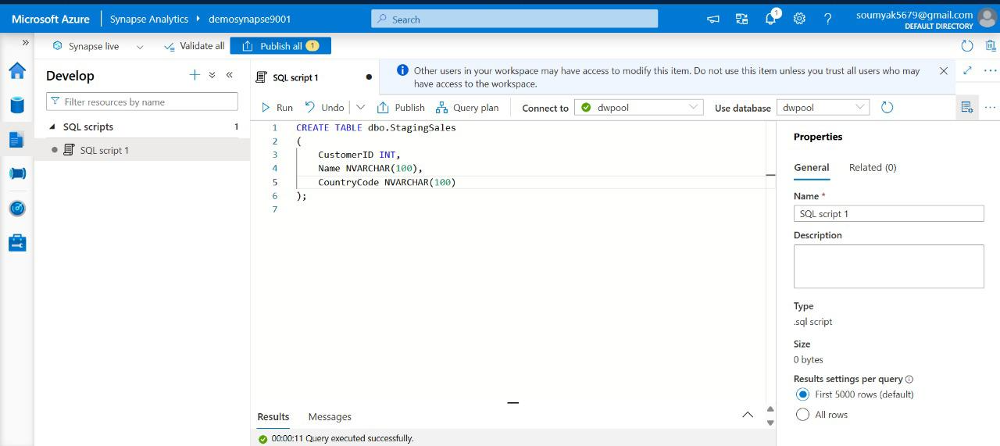 Microsoft Azure Synapse Analytics demosynapse9001 Search 1 ? soumyak5679@gmail.com
DEFAULT DIRECTORY
Synapse live Validate all Publish all 1
Develop
Filter resources by name
SQL scripts 1
SQL script 1
SQL script 1
Other users in your workspace may have access to modify this item. Do not use this item unless you trust all users who may
have access to the workspace.
Run Undo Publish Query plan Connect to dwpool Use database dwpool
1 CREATE TABLE dbo.StagingSales
2 (
3 CustomerID INT,
4 Name NVARCHAR(100),
5 CountryCode NVARCHAR(100)
6 );
7
Results Messages
00:00:11 Query executed successfully.
Properties
General Related (0)
Name *
SQL script 1
Description
Type
.sql script
Size
0 bytes
Results settings per query
First 5000 rows (default)
All rows